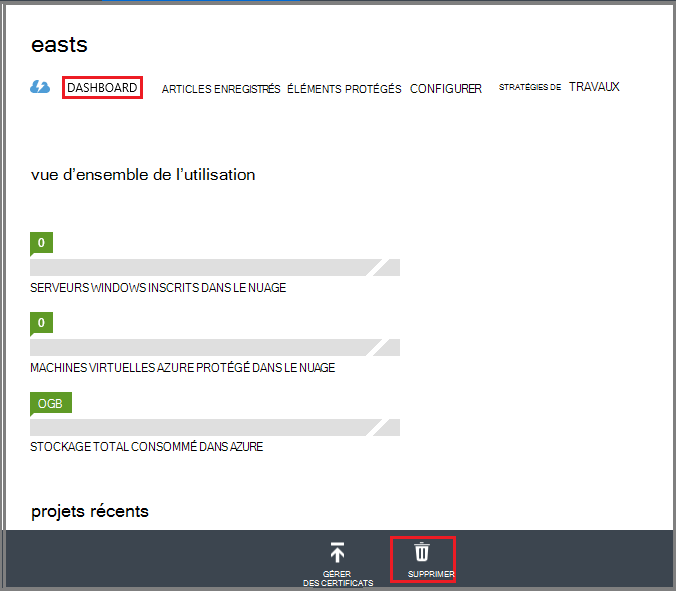 easts
DASHBOARD ARTICLES ENREGISTRÉS ÉLÉMENTS PROTÉGÉS CONFIGURER STRATÉGIES DE TRAVAUX
vue d'ensemble de l'utilisation
0
SERVEURS WINDOWS INSCRITS DANS LE NUAGE
0
MACHINES VIRTUELLES AZURE PROTÉGÉ DANS LE NUAGE
OGB
STOCKAGE TOTAL CONSOMMÉ DANS AZURE
projets récents
GÉRER
DES CERTIFICATS
SUPPRIMER